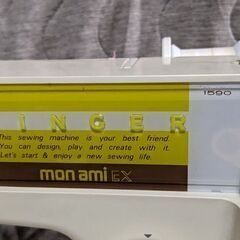 1590
INGER
This sewing machine is your best friend.
You can design, play and create with it.
Let's start & enjoy a new sewing life.
mon ami EX